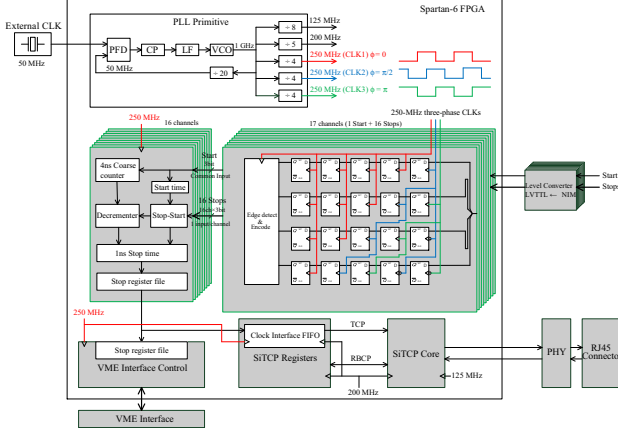 Spartan-6 FPGA
External CLK
50 MHz
PLL Primitive
PFD
CP
LF
VCO
1 GHz
50 MHz
÷ 20
÷ 8
÷ 5
÷ 4
÷ 4
÷ 4
125 MHz
200 MHz
250 MHz (CLK1) ϕ = 0
250 MHz (CLK2) ϕ = π/2
250 MHz (CLK3) ϕ = π
250 MHz
16 channels
4ns Coarse
counter
Start time
Decrementer
Stop-Start
1ns Stop time
Stop register file
Start
3bit
Common Input
16 Stops
16ch×3bit
1 input/channel
250-MHz three-phase CLKs
17 channels (1 Start + 16 Stops)
Edge detect
&
Encode
Level Converter
LVTTL ← NIM
Start
Stops
250 MHz
Stop register file
VME Interface Control
VME Interface
Clock Interface FIFO
SiTCP Registers
TCP
RBCP
200 MHz
SiTCP Core
125 MHz
PHY
RJ45
Connector